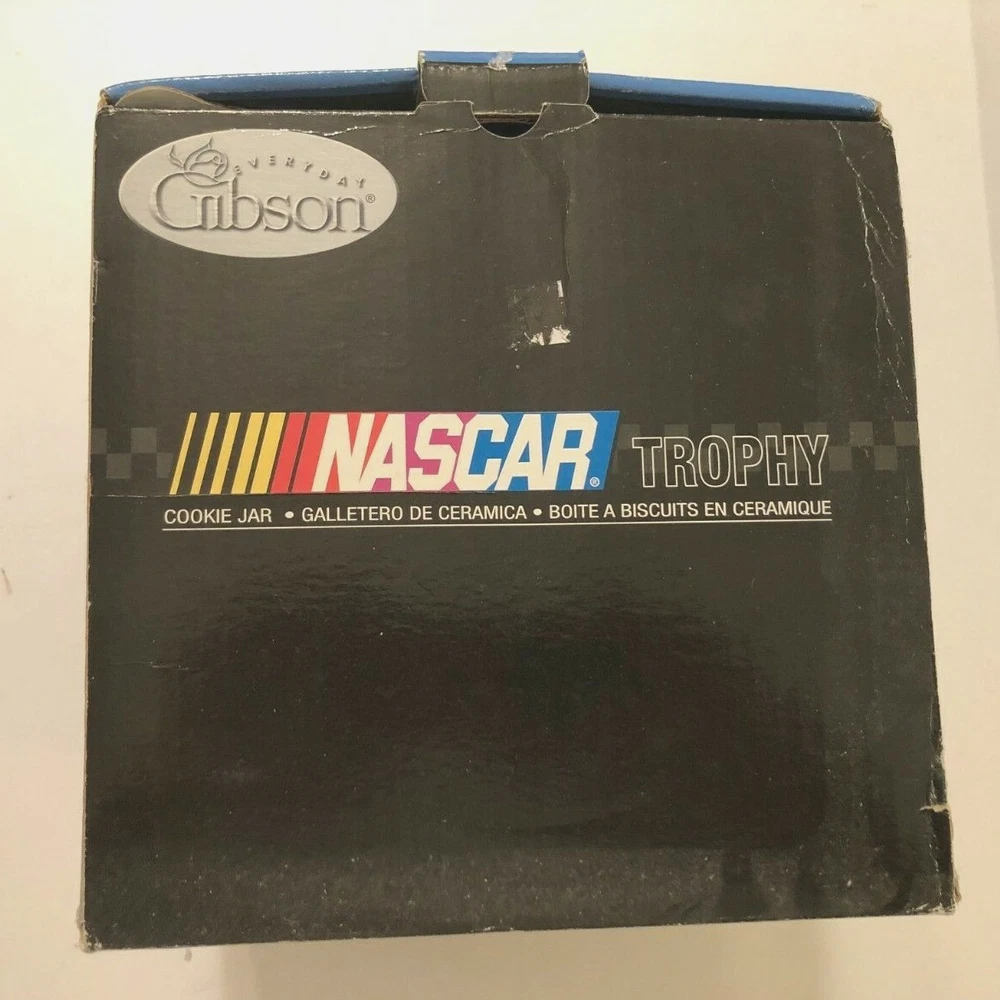 EVERYDAY
Gibson®
NASCAR® TROPHY
COOKIE JAR • GALLETERO DE CERAMICA • BOITE A BISCUITS EN CERAMIQUE